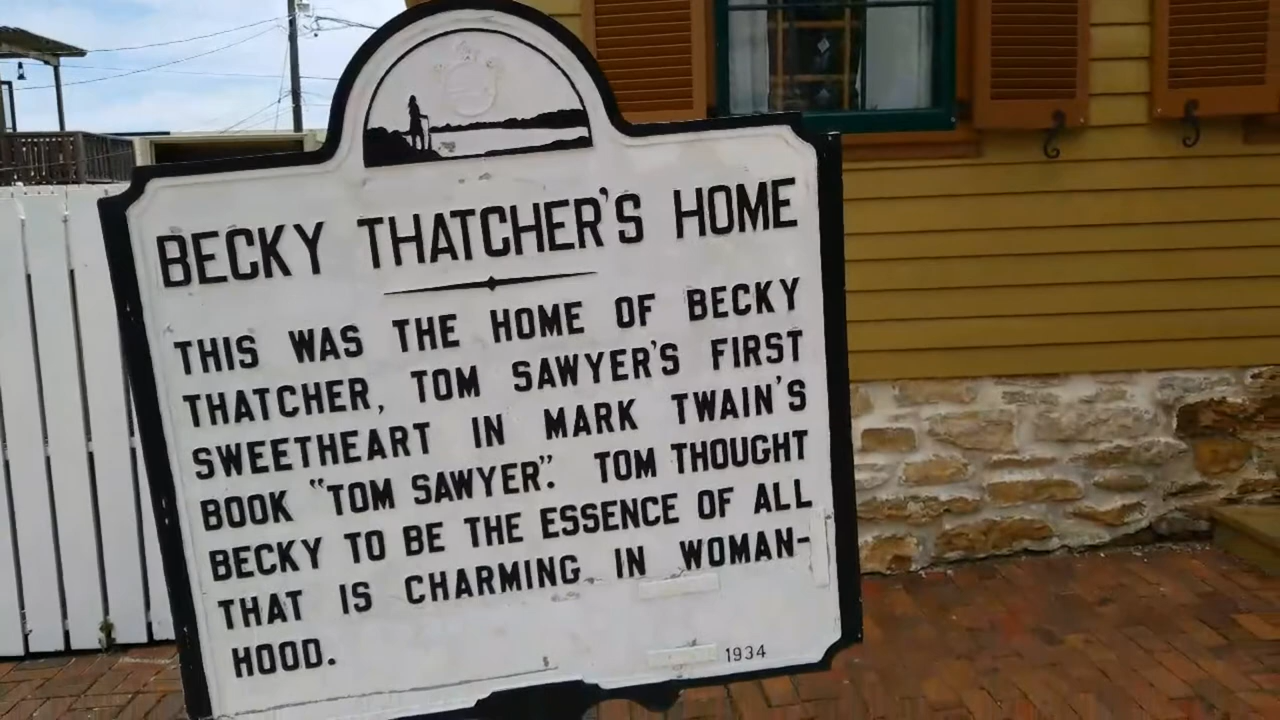 BECKY THATCHER'S HOME
THIS WAS THE HOME OF BECKY
THATCHER, TOM SAWYER'S FIRST
SWEETHEART IN MARK TWAIN'S
BOOK "TOM SAWYER". TOM THOUGHT
BECKY TO BE THE ESSENCE OF ALL
THAT IS CHARMING IN WOMAN-
HOOD.
1934